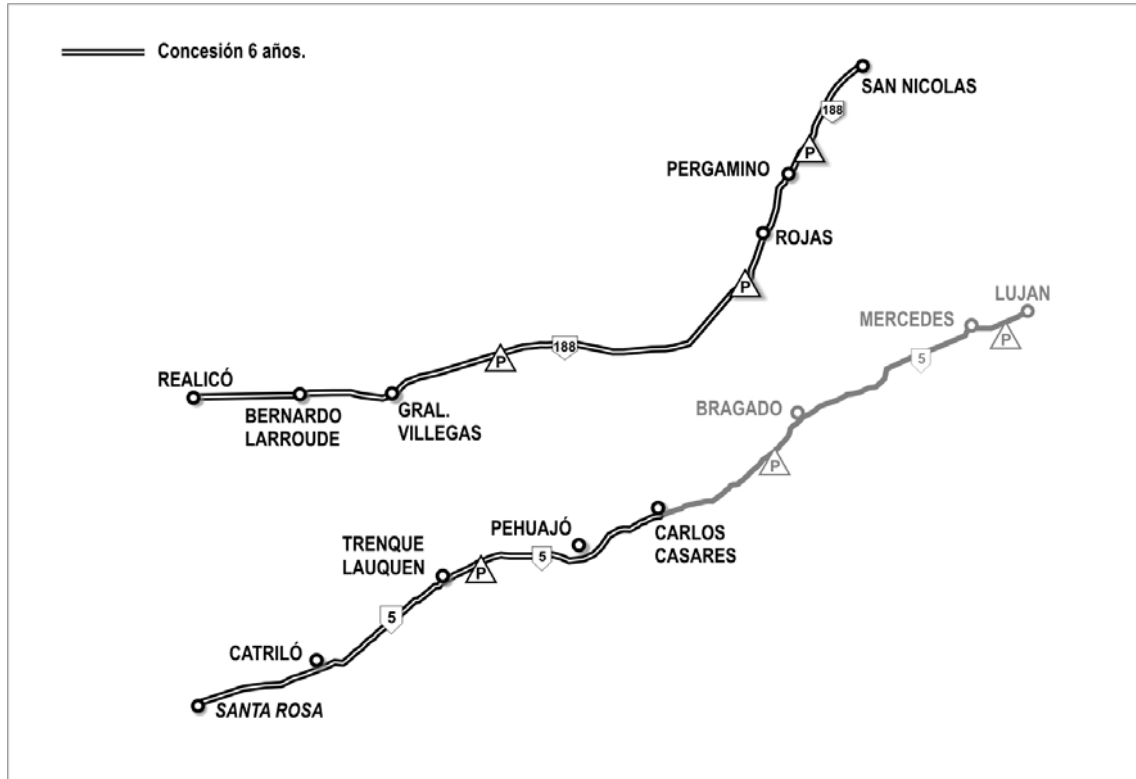 Concesión 6 años.
SAN NICOLAS
188
P
PERGAMINO
ROJAS
P
LUJAN
MERCEDES
P
5
188
P
REALICÓ
BERNARDO
LARROUDE
GRAL.
VILLEGAS
BRAGADO
P
CARLOS
CASARES
PEHUAJÓ
5
TRENQUE
LAUQUEN
P
5
CATRILÓ
SANTA ROSA